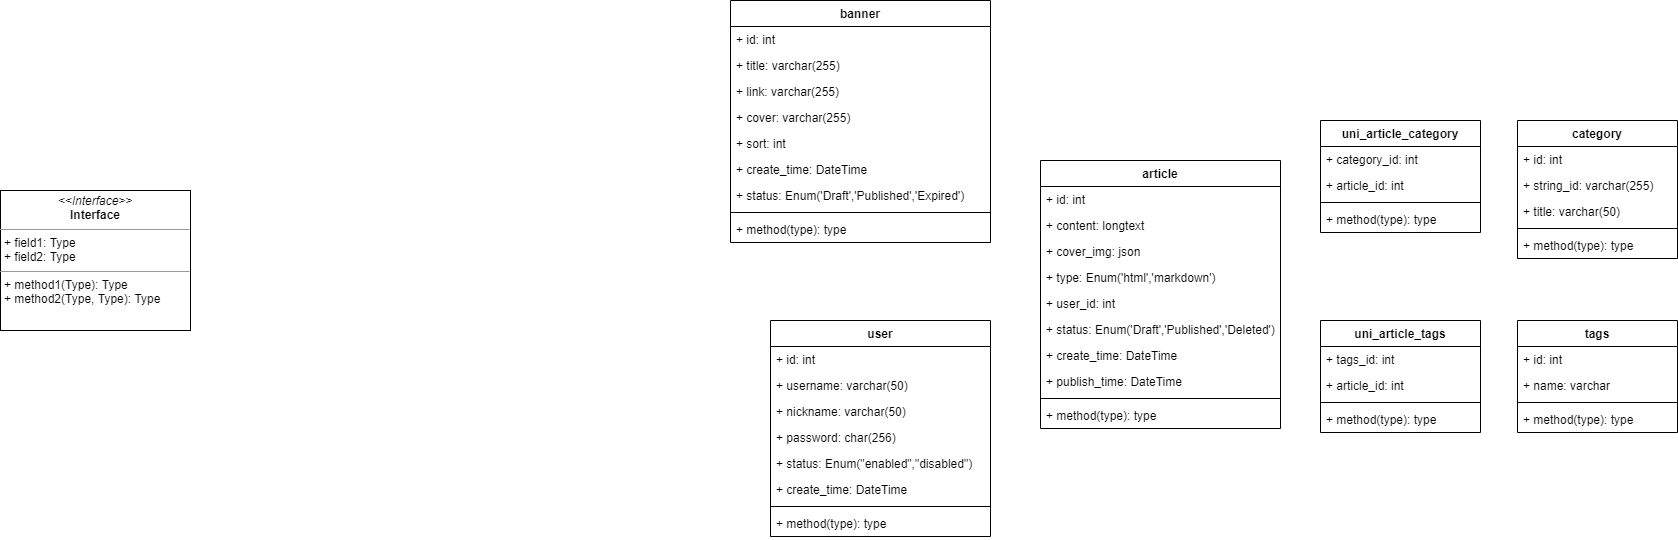 <<Interface>>
Interface
+ field1: Type
+ field2: Type
+ method1(Type): Type
+ method2(Type, Type): Type
banner
+ id: int
+ title: varchar(255)
+ link: varchar(255)
+ cover: varchar(255)
+ sort: int
+ create_time: DateTime
+ status: Enum('Draft','Published','Expired')
+ method(type): type
user
+ id: int
+ username: varchar(50)
+ nickname: varchar(50)
+ password: char(256)
+ status: Enum("enabled","disabled")
+ create_time: DateTime
+ method(type): type
article
+ id: int
+ content: longtext
+ cover_img: json
+ type: Enum('html','markdown')
+ user_id: int
+ status: Enum('Draft','Published','Deleted')
+ create_time: DateTime
+ publish_time: DateTime
+ method(type): type
uni_article_category
+ category_id: int
+ article_id: int
+ method(type): type
category
+ id: int
+ string_id: varchar(255)
+ title: varchar(50)
+ method(type): type
uni_article_tags
+ tags_id: int
+ article_id: int
+ method(type): type
tags
+ id: int
+ name: varchar
+ method(type): type